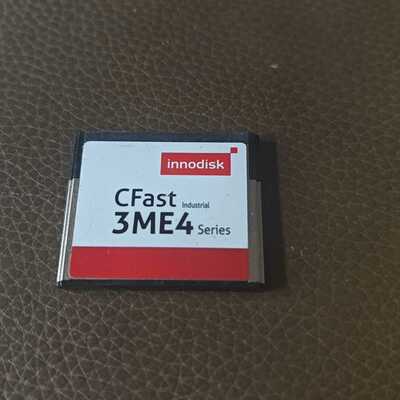 innodisk
CFast Industrial
3ME4 Series